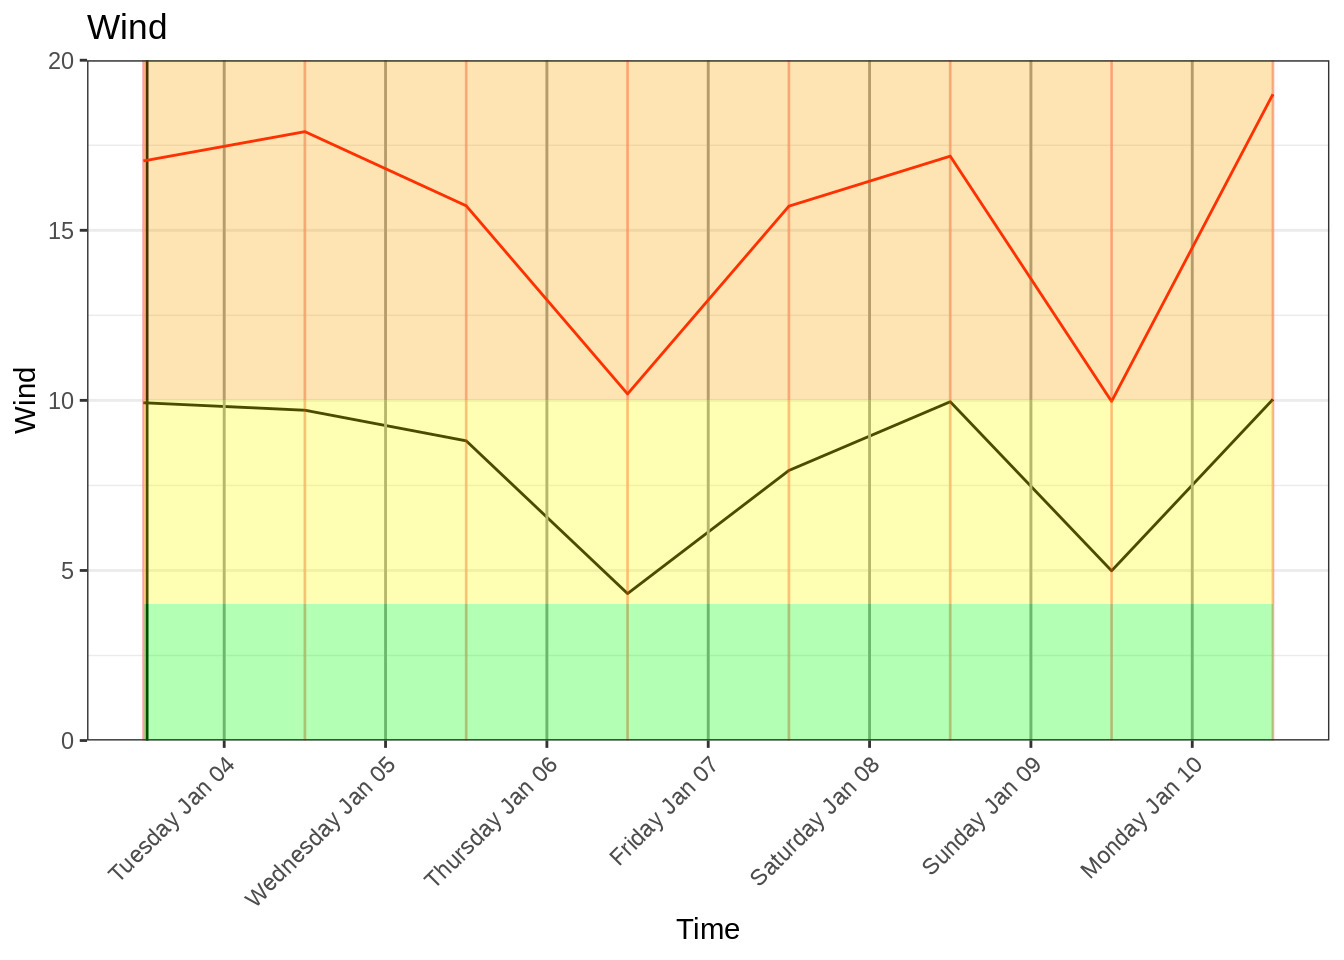 Wind
20
15
10
5
0
Wind
Tuesday Jan 04
Wednesday Jan 05
Thursday Jan 06
Friday Jan 07
Saturday Jan 08
Sunday Jan 09
Monday Jan 10
Time